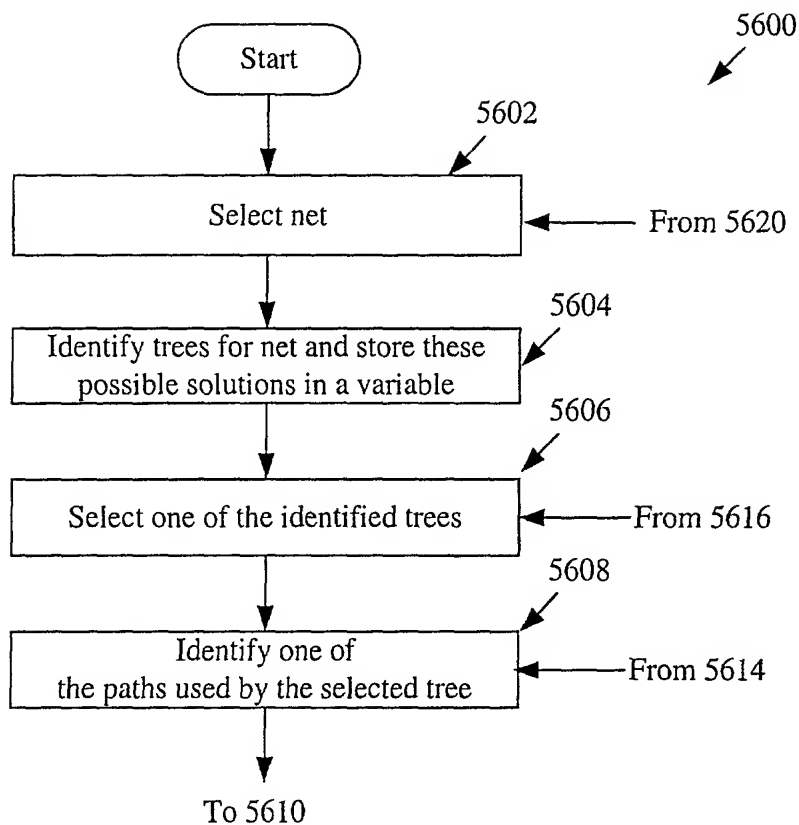 5600
Start
5602
Select net
From 5620
5604
Identify trees for net and store these
possible solutions in a variable
5606
Select one of the identified trees
From 5616
5608
Identify one of
the paths used by the selected tree
From 5614
To 5610